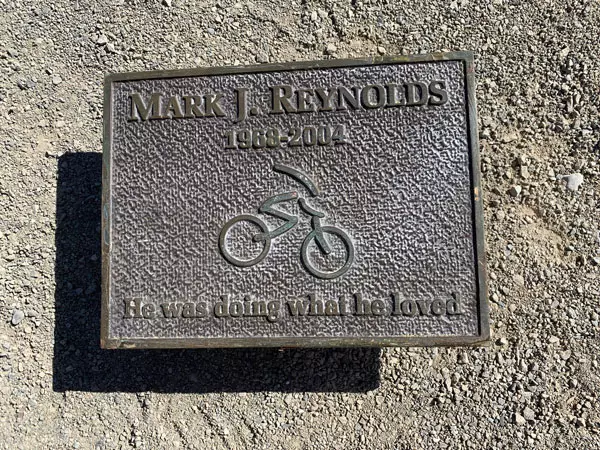 MARK J. REYNOLDS
1968-2004
He was doing what he loved